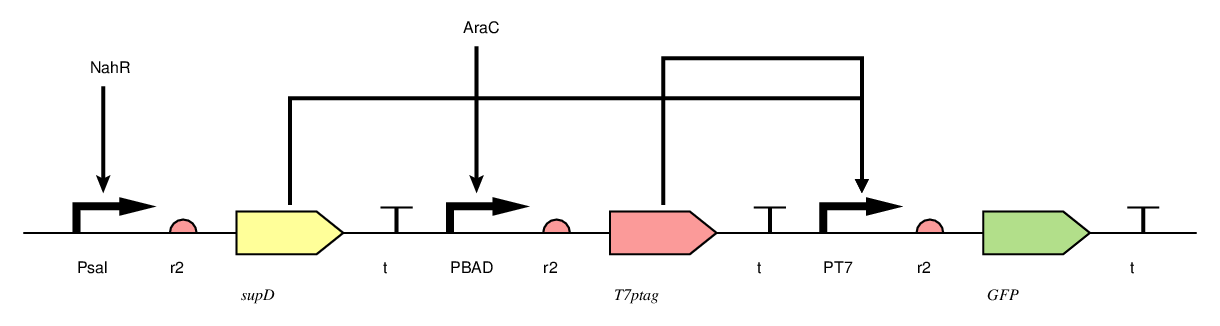 AraC
NahR
Psal r2 t PBAD r2 t PT7 r2 t
supD T7ptag GFP